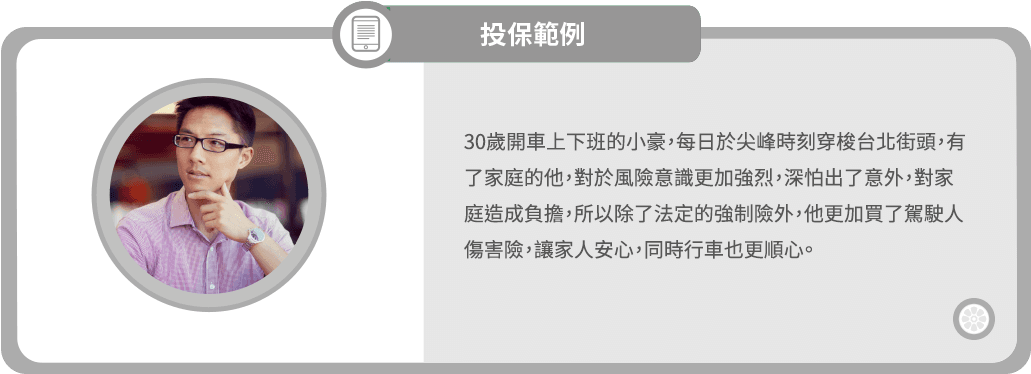 投保範例
30歲開車上下班的小豪，每日於尖峰時刻穿梭台北街頭，有
了家庭的他，對於風險意識更加強烈，深怕出了意外，對家
庭造成負擔，所以除了法定的強制險外，他更加買了駕駛人
傷害險，讓家人安心，同時行車也更順心。